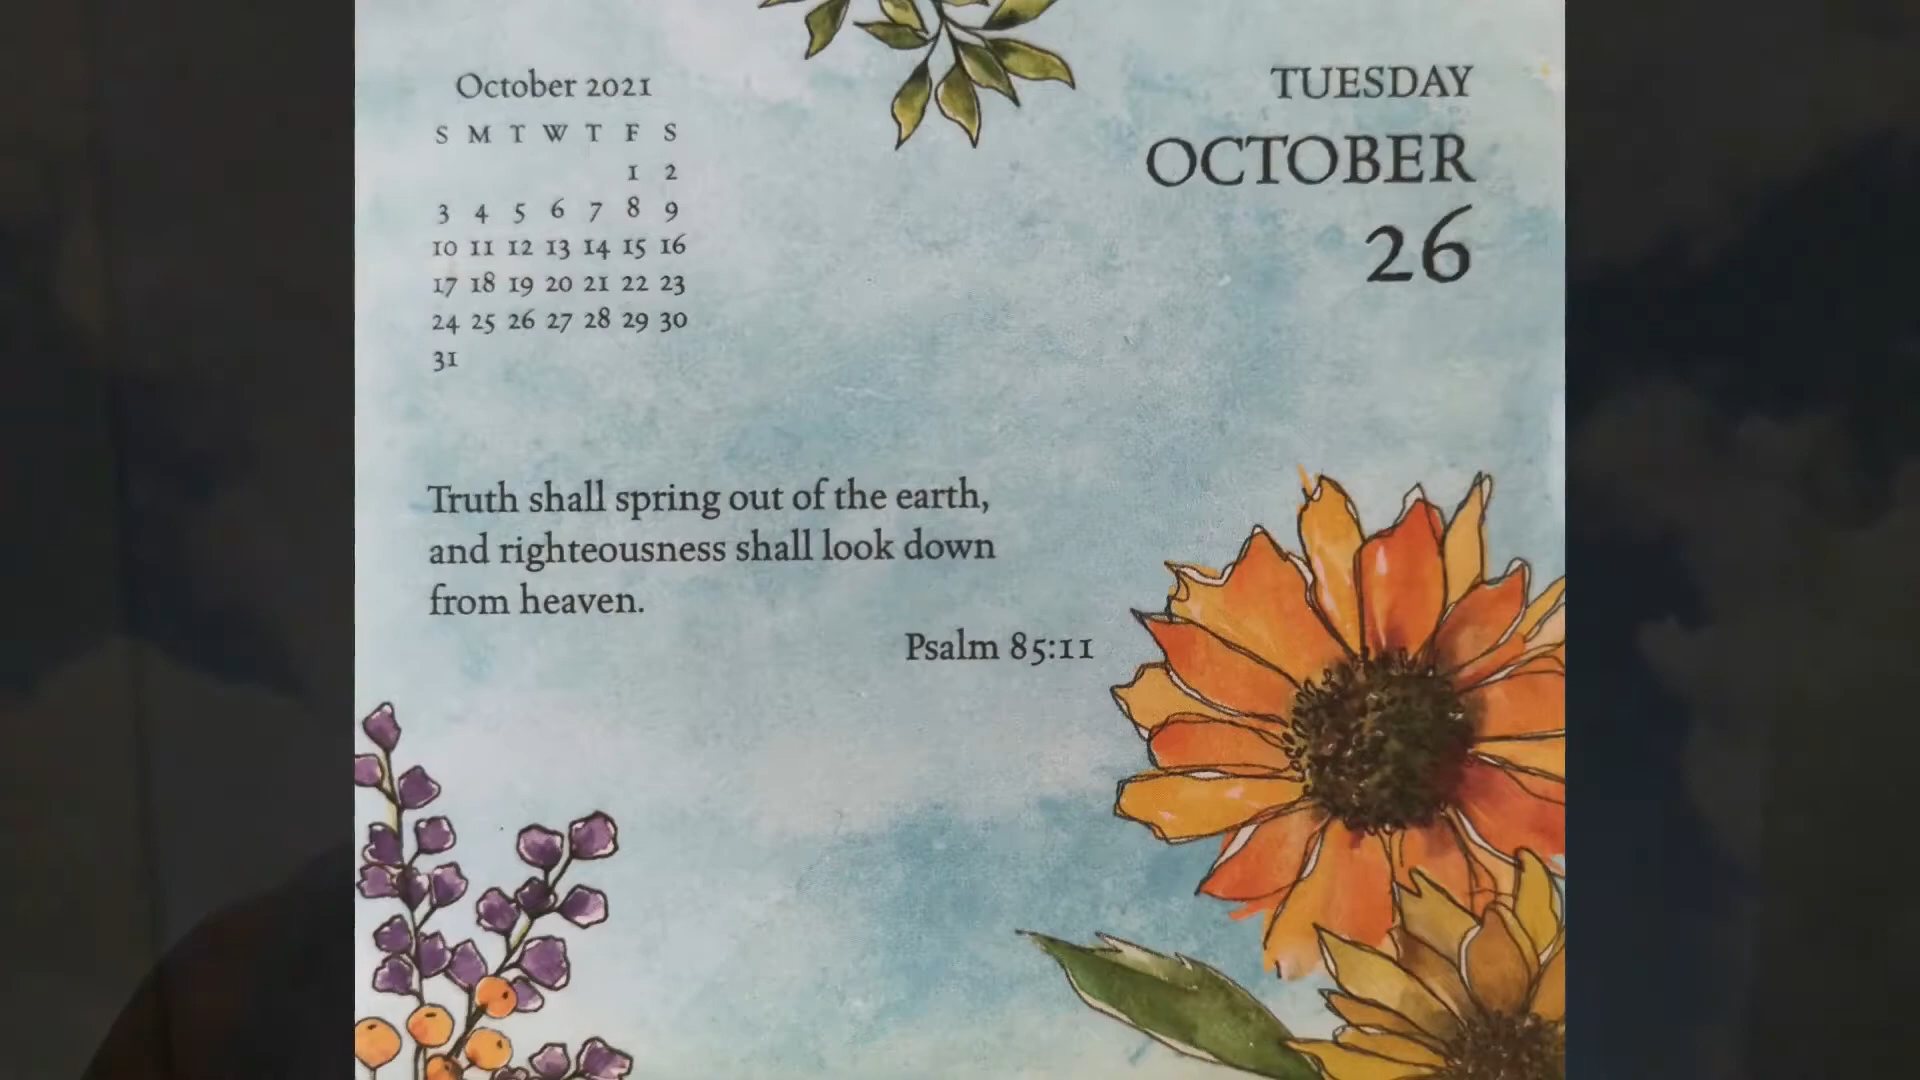 October 2021
S M T W T F S
1 2
3 4 5 6 7 8 9
10 11 12 13 14 15 16
17 18 19 20 21 22 23
24 25 26 27 28 29 30
31
TUESDAY
OCTOBER
26
Truth shall spring out of the earth,
and righteousness shall look down
from heaven.
Psalm 85:11